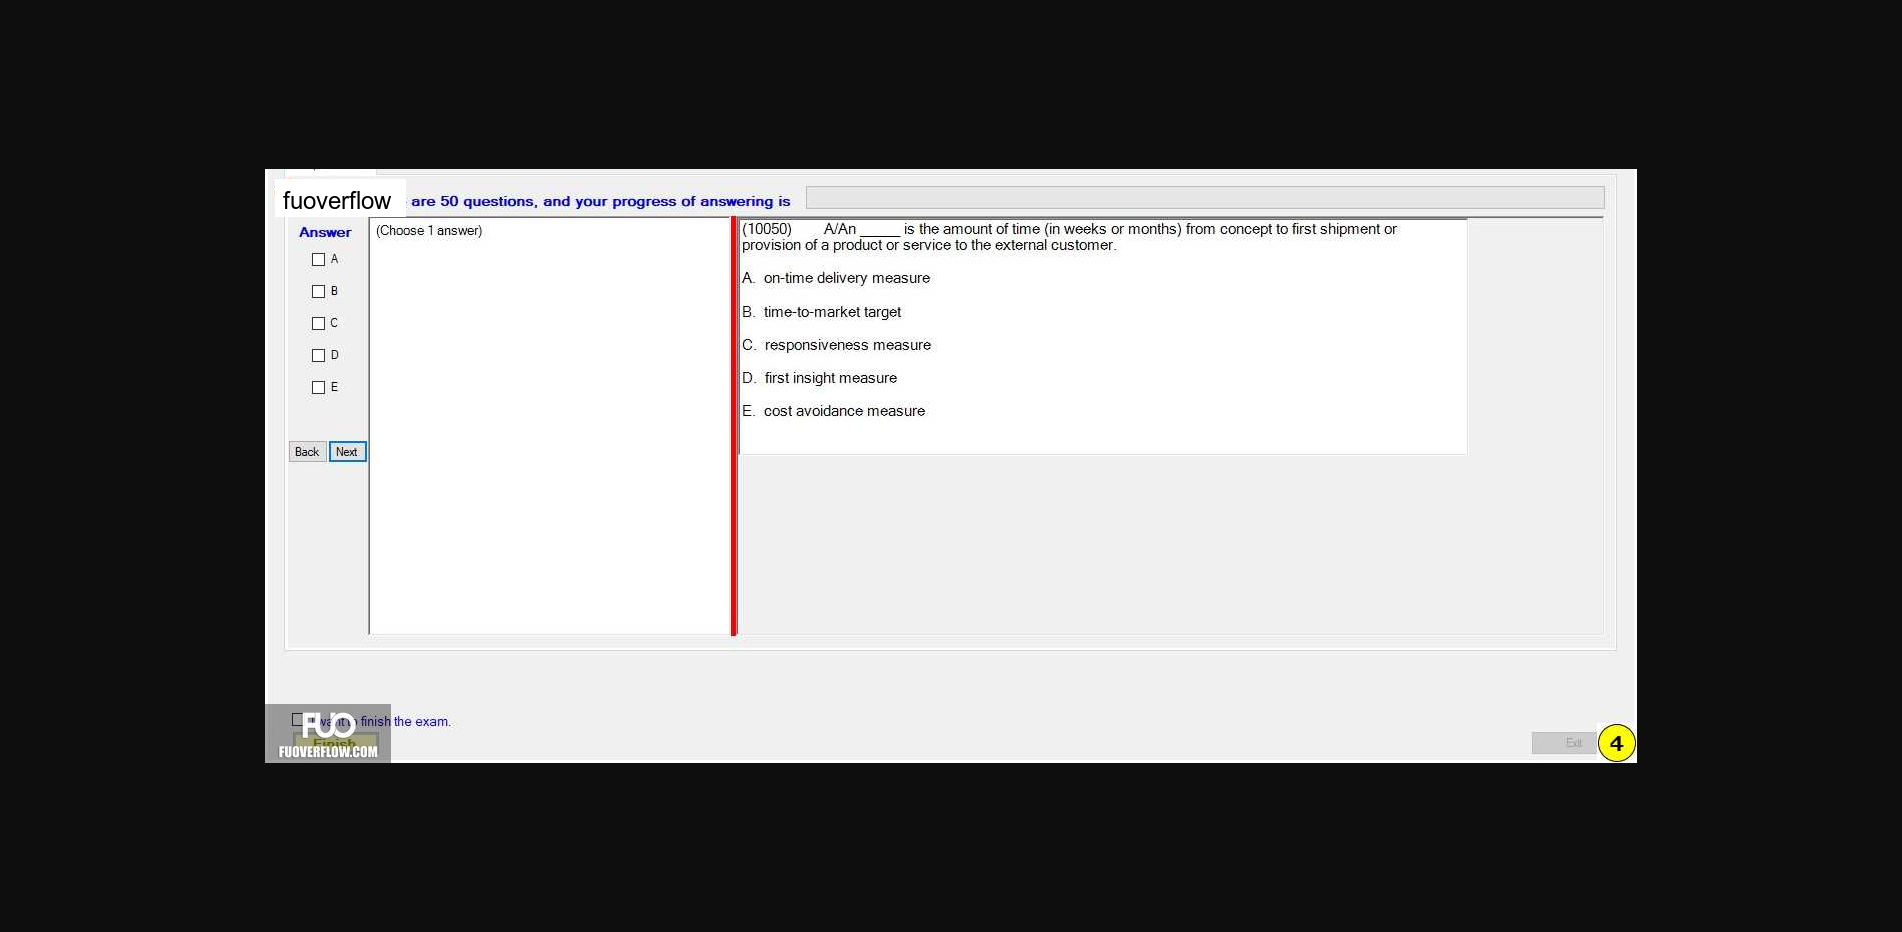 fuoverflow are 50 questions, and your progress of answering is
Answer
A
B
C
D
E
Back Next
(Choose 1 answer)
(10050) A/An _____ is the amount of time (in weeks or months) from concept to first shipment or
provision of a product or service to the external customer.
A. on-time delivery measure
B. time-to-market target
C. responsiveness measure
D. first insight measure
E. cost avoidance measure
I want to finish the exam.
FUO
Finish
FUOVERFLOW.COM
Exit
4